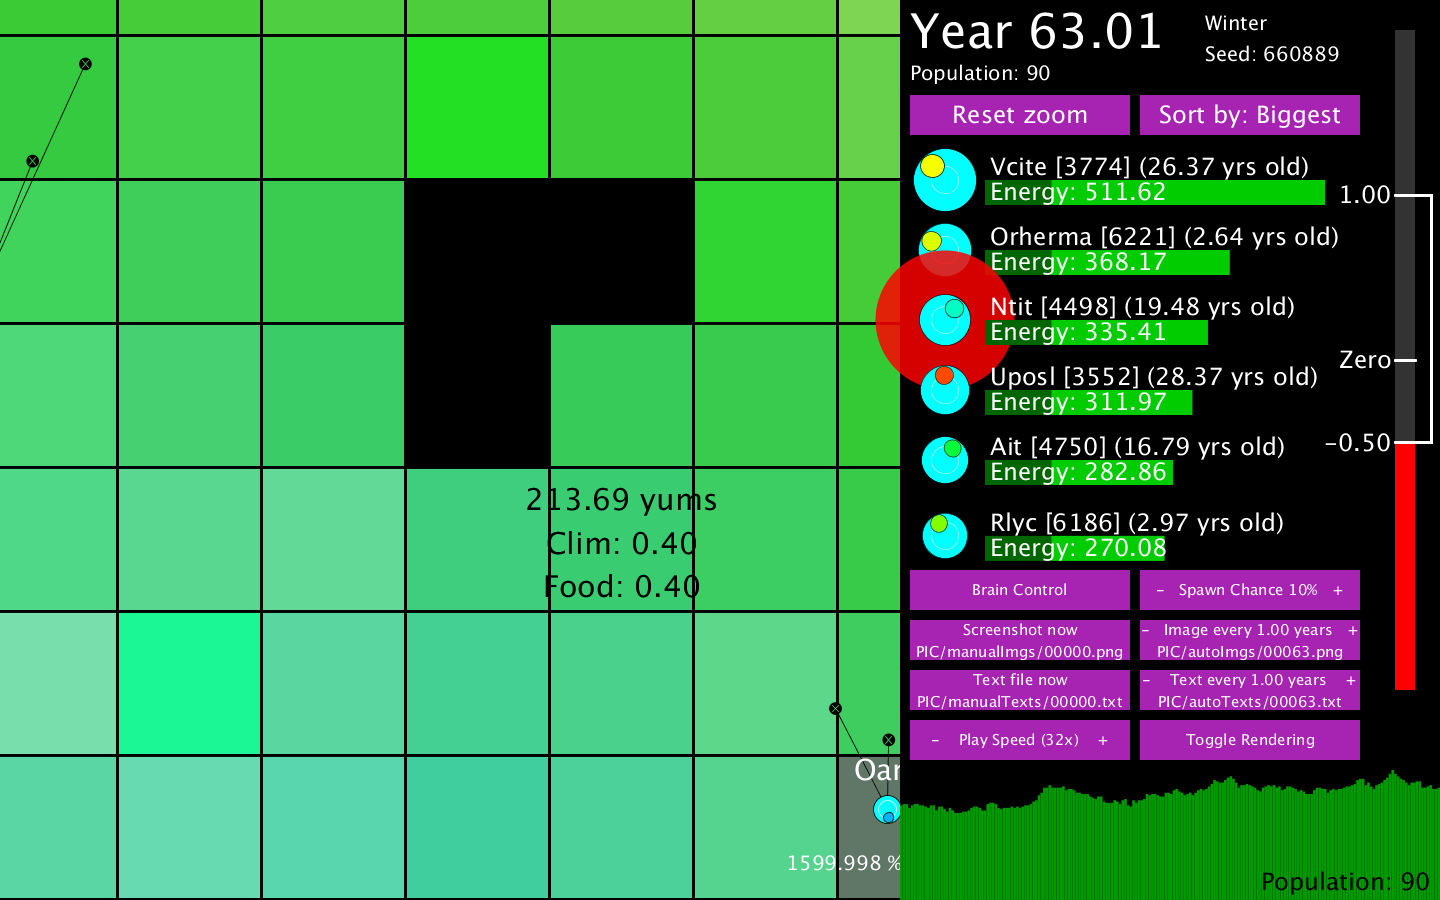 213.69 yums
Clim: 0.40
Food: 0.40
Oar
1599.998 %
Year 63.01
Winter
Seed: 660889
Population: 90
Reset zoom
Sort by: Biggest
Vcite [3774] (26.37 yrs old)
Energy: 511.62
Orherma [6221] (2.64 yrs old)
Energy: 368.17
Ntit [4498] (19.48 yrs old)
Energy: 335.41
Uposl [3552] (28.37 yrs old)
Energy: 311.97
Ait [4750] (16.79 yrs old)
Energy: 282.86
Rlyc [6186] (2.97 yrs old)
Energy: 270.08
1.00
Zero
-0.50
Brain Control
- Spawn Chance 10% +
Screenshot now
PIC/manualImgs/00000.png
- Image every 1.00 years +
PIC/autoImgs/00063.png
Text file now
PIC/manualTexts/00000.txt
- Text every 1.00 years +
PIC/autoTexts/00063.txt
- Play Speed (32x) +
Toggle Rendering
Population: 90